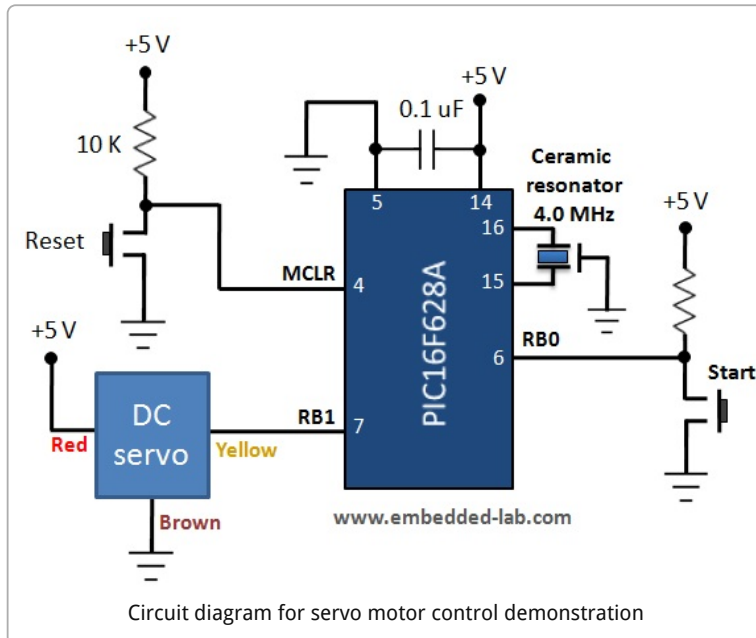 +5 V
+5 V
0.1 uF
10 K
Ceramic
resonator
4.0 MHz
+5 V
5
14
16
Reset
MCLR
4
15
PIC16F628A
RB0
6
Start
+5 V
DC
servo
RB1
7
Red
Yellow
Brown
www.embedded-lab.com
Circuit diagram for servo motor control demonstration